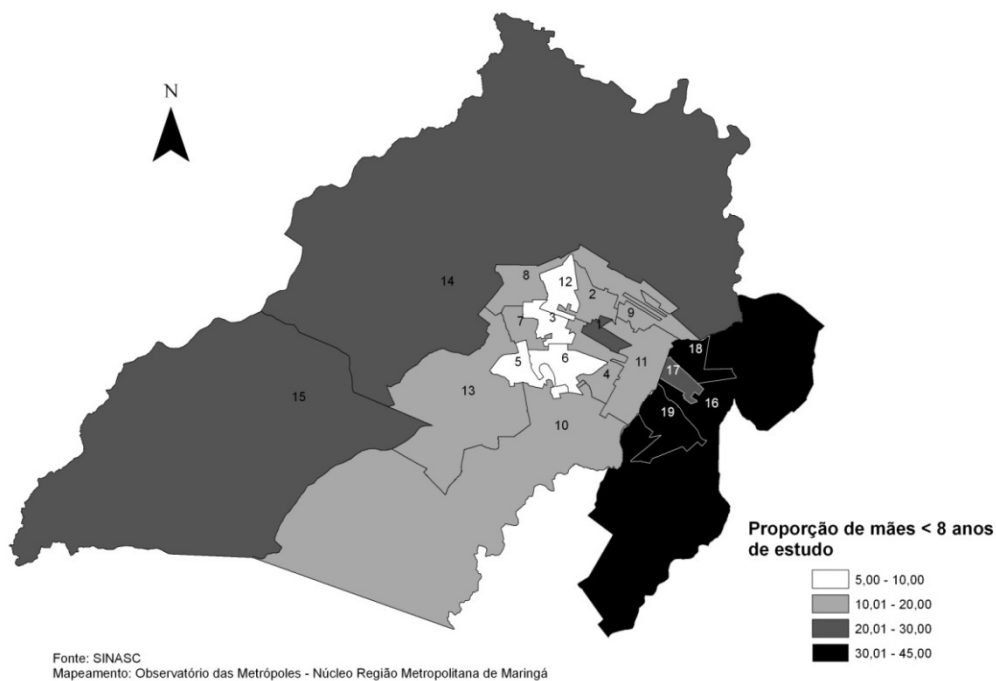 N
14
8
12
2
7
3
1
9
5
6
4
11
13
15
10
18
17
16
19
Proporção de mães < 8 anos
de estudo
5,00 - 10,00
10,01 - 20,00
20,01 - 30,00
30,01 - 45,00
Fonte: SINASC
Mapeamento: Observatório das Metrópoles - Núcleo Região Metropolitana de Maringá